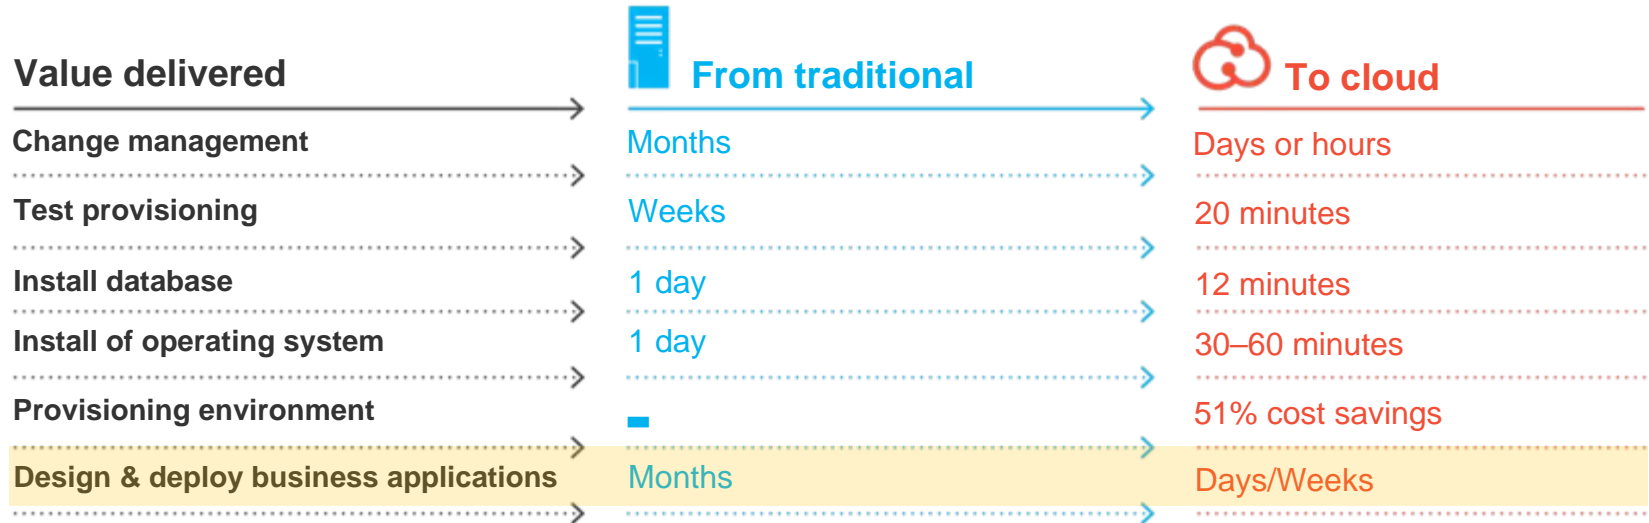 Value delivered From traditional To cloud
Change management Months Days or hours
Test provisioning Weeks 20 minutes
Install database 1 day 12 minutes
Install of operating system 1 day 30–60 minutes
Provisioning environment - 51% cost savings
Design & deploy business applications Months Days/Weeks